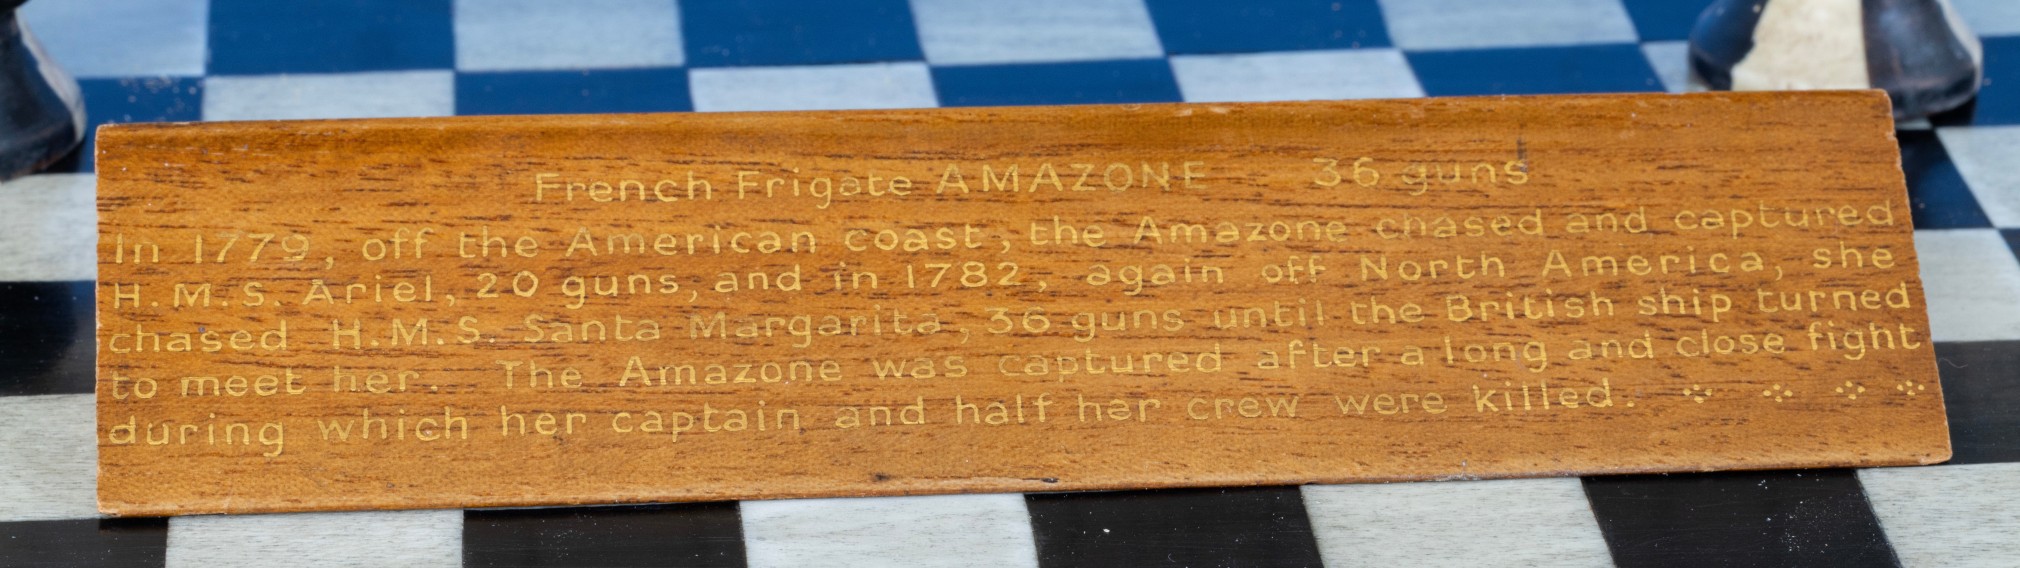 French Frigate AMAZONE 36 guns
In 1779, off the American coast, the Amazone chased and captured
H.M.S. Ariel, 20 guns, and in 1782, again off North America, she
chased H.M.S. Santa Margarita, 36 guns until the British ship turned
to meet her. The Amazone was captured after a long and close fight
during which her captain and half her crew were killed.